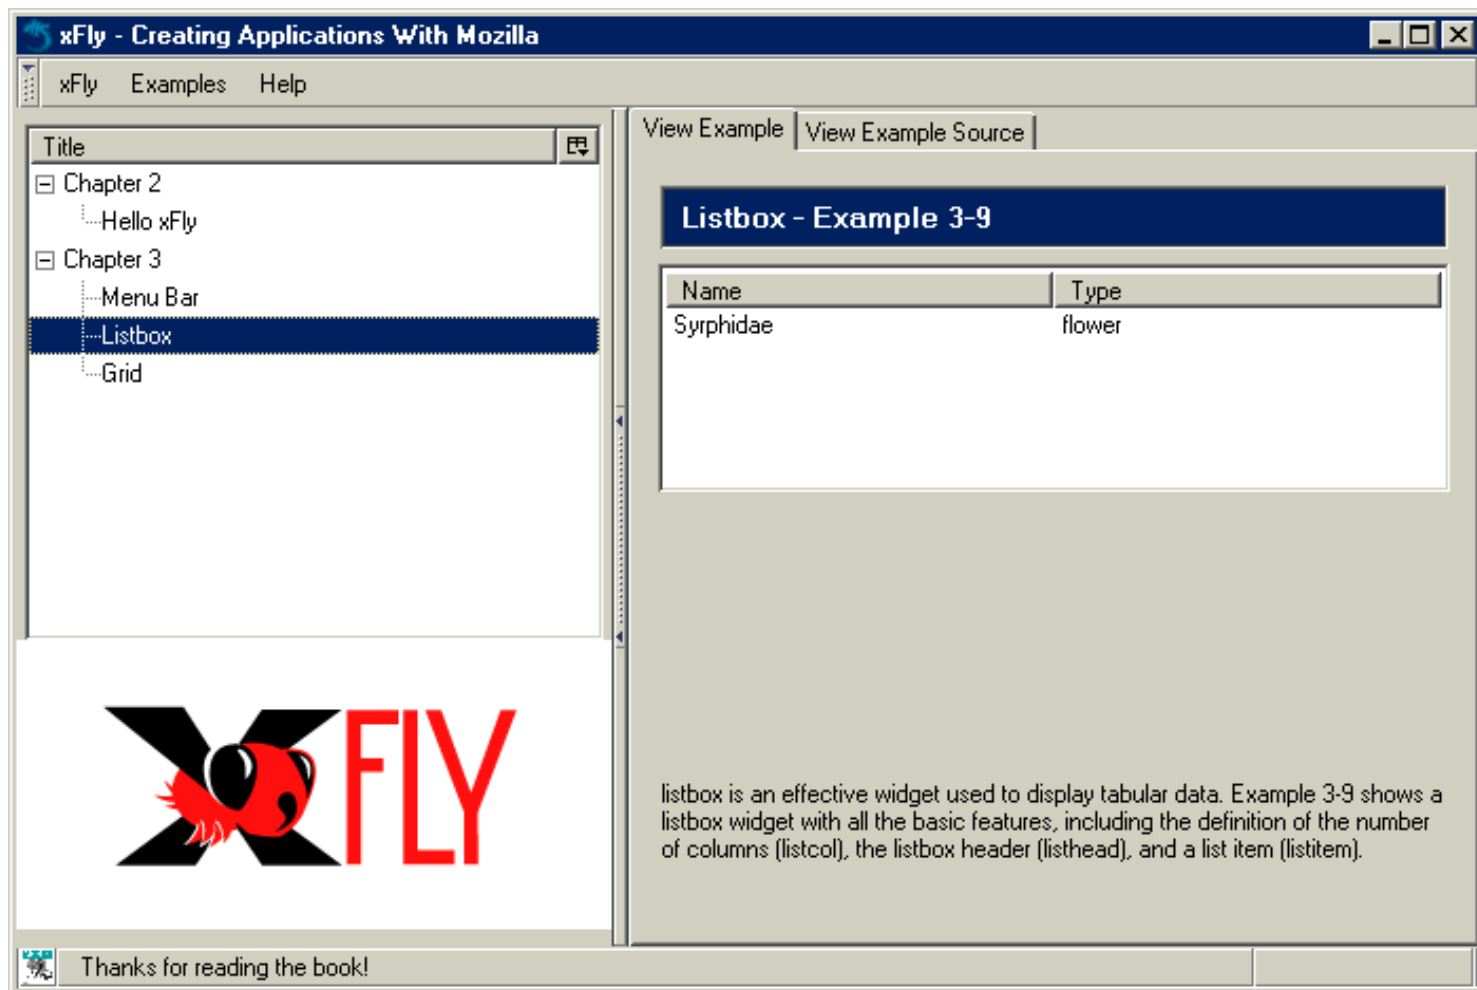 xFly - Creating Applications With Mozilla
xFly Examples Help
Title
Chapter 2
Hello xFly
Chapter 3
Menu Bar
Listbox
Grid
XFLY
View Example View Example Source
Listbox - Example 3-9
Name Type
Syrphidae flower
listbox is an effective widget used to display tabular data. Example 3-9 shows a
listbox widget with all the basic features, including the definition of the number
of columns (listcol), the listbox header (listhead), and a list item (listitem).
Thanks for reading the book!